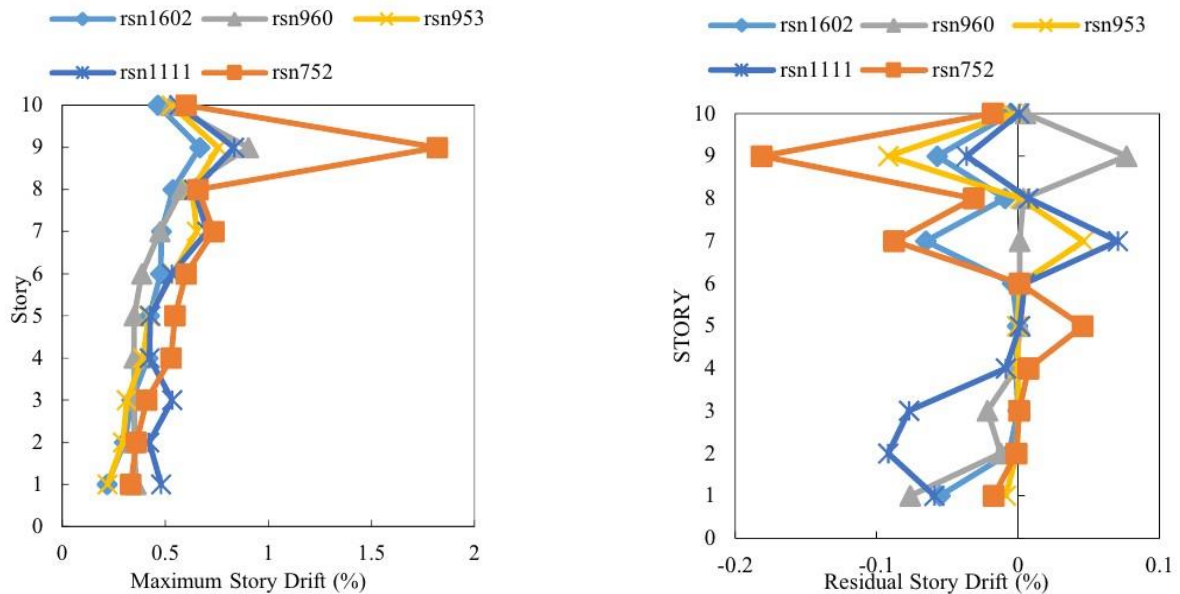 rsn1602 rsn960 rsn953
rsn1111 rsn752
10
9
8
7
6
5
4
3
2
1
0
Story
0 0.5 1 1.5 2
Maximum Story Drift (%)
rsn1602 rsn960 rsn953
rsn1111 rsn752
10
9
8
7
6
5
4
3
2
1
0
STORY
-0.2 -0.1 0 0.1
Residual Story Drift (%)